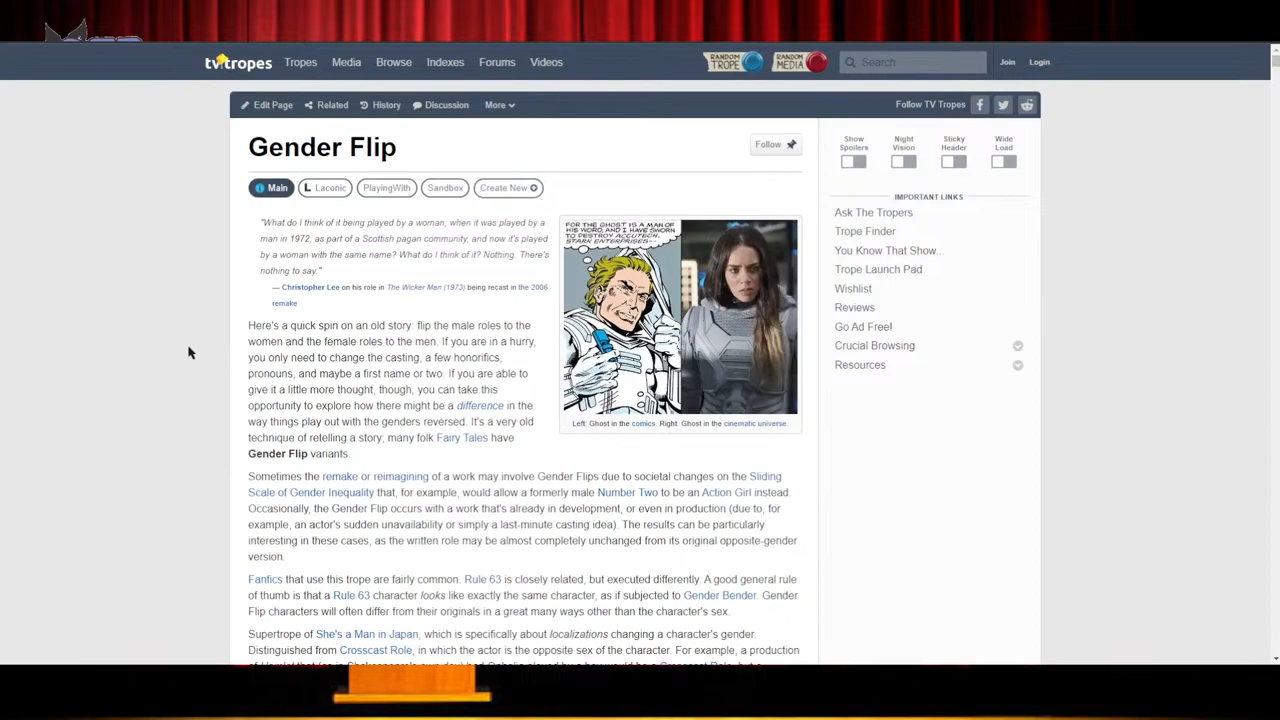 tvtropes Tropes Media Browse Indexes Forums Videos RANDOM TROPE RANDOM MEDIA Search Join Login
Edit Page Related History Discussion More Follow TV Tropes
Gender Flip
Follow
Main Laconic PlayingWith Sandbox Create New
"What do I think of it being played by a woman, when it was played by a
man in 1972, as part of a Scottish pagan community, and now it's played
by a woman with the same name? What do I think of it? Nothing. There's
nothing to say."
— Christopher Lee on his role in The Wicker Man (1973) being recast in the 2006
remake
FOR THE GHOST IS A MAN OF
HIS WORD, AND I HAVE SWORN
TO DESTROY ACCUTECH,
STARK ENTERPRISES--
Left: Ghost in the comics. Right: Ghost in the cinematic universe.
Here's a quick spin on an old story: flip the male roles to the
women and the female roles to the men. If you are in a hurry,
you only need to change the casting, a few honorifics,
pronouns, and maybe a first name or two. If you are able to
give it a little more thought, though, you can take this
opportunity to explore how there might be a difference in the
way things play out with the genders reversed. It's a very old
technique of retelling a story; many folk Fairy Tales have
Gender Flip variants.
Sometimes the remake or reimagining of a work may involve Gender Flips due to societal changes on the Sliding
Scale of Gender Inequality that, for example, would allow a formerly male Number Two to be an Action Girl instead.
Occasionally, the Gender Flip occurs with a work that's already in development, or even in production (due to, for
example, an actor's sudden unavailability or simply a last-minute casting idea). The results can be particularly
interesting in these cases, as the written role may be almost completely unchanged from its original opposite-gender
version.
Fanfics that use this trope are fairly common. Rule 63 is closely related, but executed differently. A good general rule
of thumb is that a Rule 63 character looks like exactly the same character, as if subjected to Gender Bender. Gender
Flip characters will often differ from their originals in a great many ways other than the character's sex.
Supertrope of She's a Man in Japan, which is specifically about localizations changing a character's gender.
Distinguished from Crosscast Role, in which the actor is the opposite sex of the character. For example, a production
Show Spoilers
Night Vision
Sticky Header
Wide Load
IMPORTANT LINKS
Ask The Tropers
Trope Finder
You Know That Show...
Trope Launch Pad
Wishlist
Reviews
Go Ad Free!
Crucial Browsing
Resources